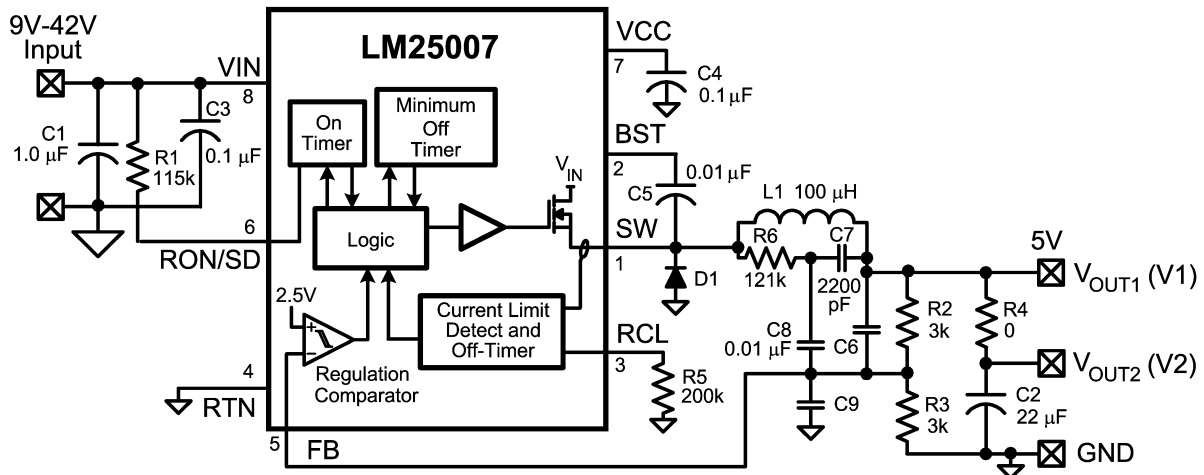 9V-42V
Input
LM25007
VIN
8
C1
1.0 μF
R1
115k
C3
0.1 μF
6
RON/SD
On
Timer
Minimum
Off
Timer
Logic
VIN
2.5V
+
−
Regulation
Comparator
Current Limit
Detect and
Off-Timer
4
RTN
5
FB
VCC
7
C4
0.1 μF
BST
2
C5
0.01 μF
SW
1
D1
L1 100 μH
R6
121k
C7
2200
pF
RCL
3
R5
200k
C8
0.01 μF
C6
C9
R2
3k
R3
3k
R4
0
C2
22 μF
5V
VOUT1 (V1)
VOUT2 (V2)
GND